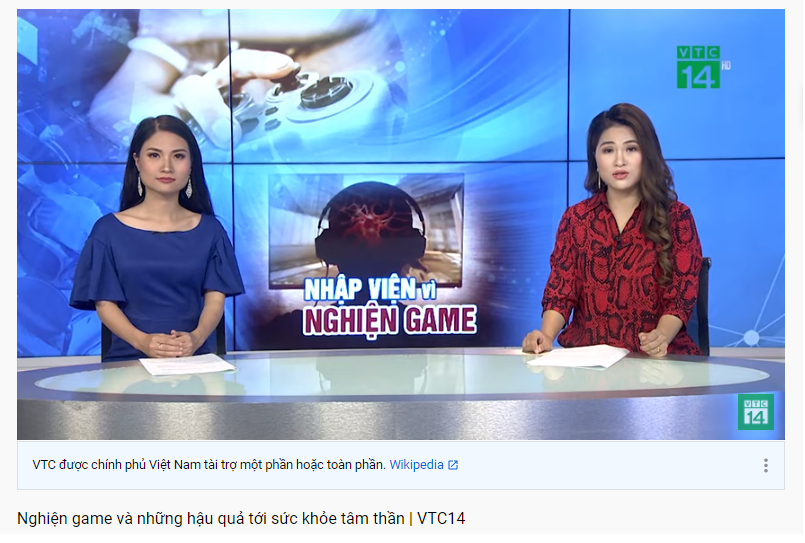 VTC
14 HD
NHẬP VIỆN vì
NGHIỆN GAME
VTC
14
VTC được chính phủ Việt Nam tài trợ một phần hoặc toàn phần. Wikipedia
Nghiện game và những hậu quả tới sức khỏe tâm thần | VTC14